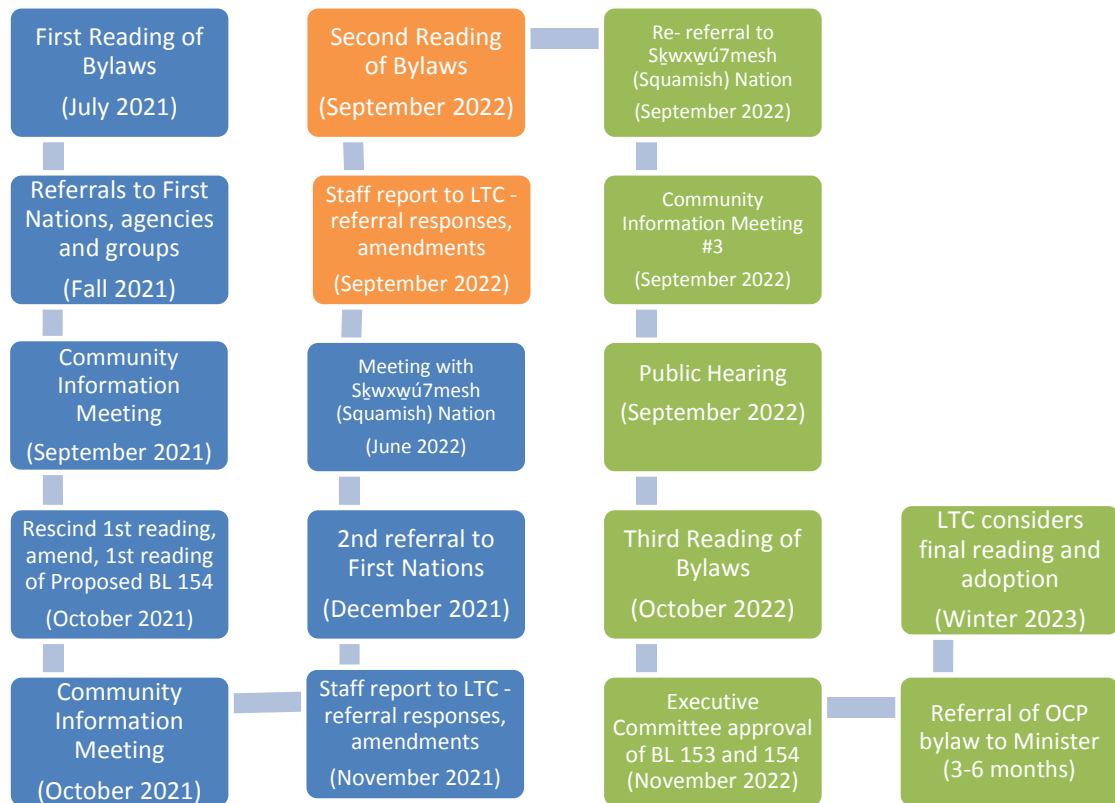 First Reading of
Bylaws
(July 2021)
Referrals to First
Nations, agencies
and groups
(Fall 2021)
Community
Information
Meeting
(September 2021)
Rescind 1st reading,
amend, 1st reading
of Proposed BL 154
(October 2021)
Community
Information
Meeting
(October 2021)
Staff report to LTC -
referral responses,
amendments
(November 2021)
2nd referral to
First Nations
(December 2021)
Meeting with
Sḵwx̱wú7mesh
(Squamish) Nation
(June 2022)
Staff report to LTC -
referral responses,
amendments
(September 2022)
Second Reading
of Bylaws
(September 2022)
Re- referral to
Sḵwx̱wú7mesh
(Squamish) Nation
(September 2022)
Community
Information Meeting
#3
(September 2022)
Public Hearing
(September 2022)
Third Reading of
Bylaws
(October 2022)
Executive
Committee approval
of BL 153 and 154
(November 2022)
Referral of OCP
bylaw to Minister
(3-6 months)
LTC considers
final reading and
adoption
(Winter 2023)